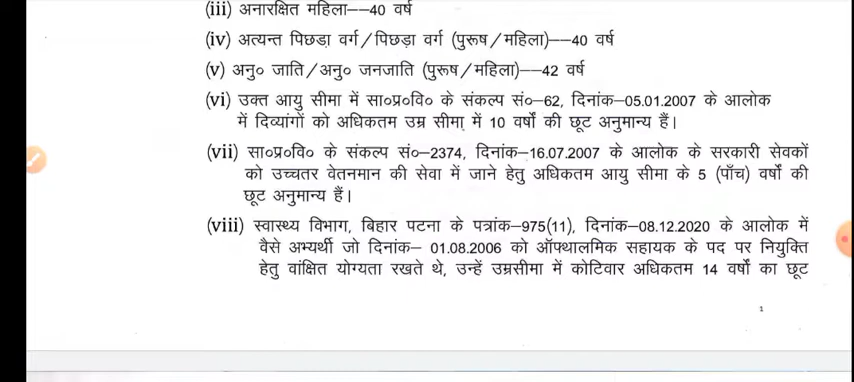 (iii) अनारक्षित महिला––40 वर्ष
(iv) अत्यन्त पिछडा़ वर्ग/पिछड़ा वर्ग (पुरूष/महिला)––40 वर्ष
(v) अनु० जाति/अनु० जनजाति (पुरूष/महिला)––42 वर्ष
(vi) उक्त आयु सीमा में सा०प्र०वि० के संकल्प सं०–62, दिनांक–05.01.2007 के आलोक
में दिव्यांगों को अधिकतम उम्र सीमा में 10 वर्षो की छूट अनुमान्य हैं।
(vii) सा०प्र०वि० के संकल्प सं०–2374, दिनांक–16.07.2007 के आलोक के सरकारी सेवकों
को उच्चतर वेतनमान की सेवा में जाने हेतु अधिकतम आयु सीमा के 5 (पाँच) वर्षो की
छूट अनुमान्य हैं।
(viii) स्वास्थ्य विभाग, बिहार पटना के पत्रांक–975(11), दिनांक–08.12.2020 के आलोक में
वैसे अभ्यर्थी जो दिनांक– 01.08.2006 को ऑफ्थालमिक सहायक के पद पर नियुक्ति
हेतु वांक्षित योग्यता रखते थे, उन्हें उम्रसीमा में कोटिवार अधिकतम 14 वर्षो का छूट
1